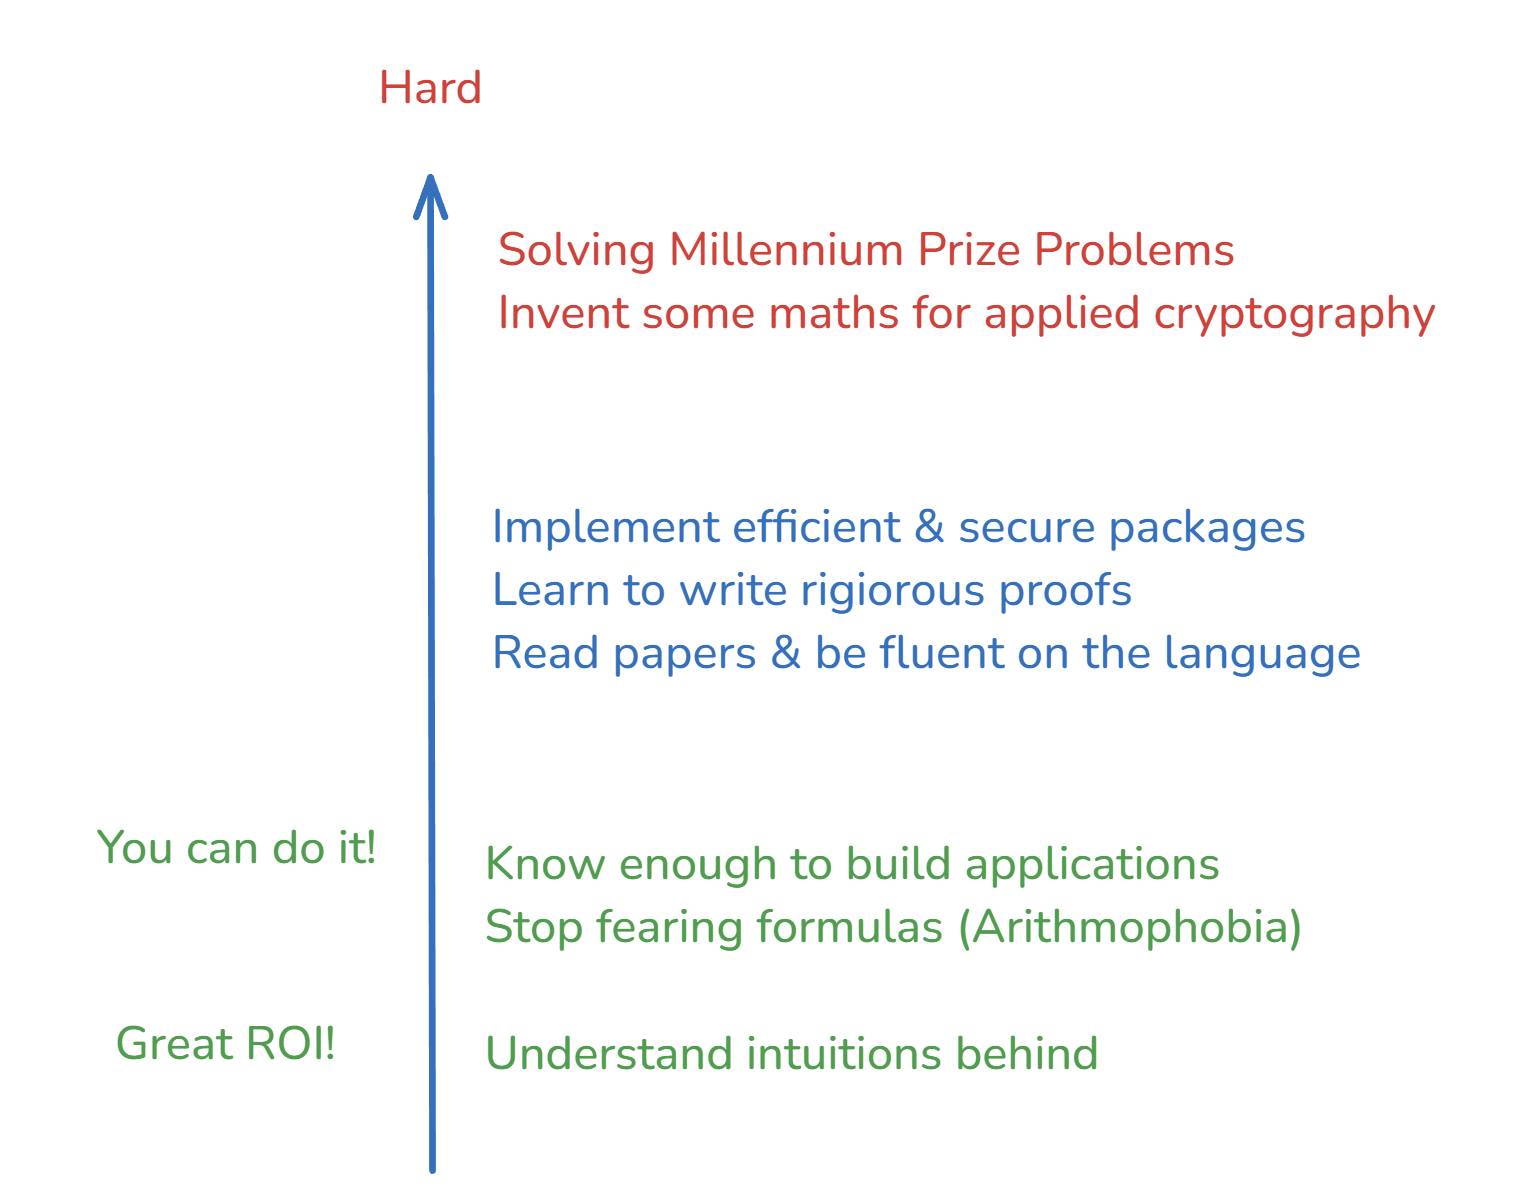 Hard
Solving Millennium Prize Problems
Invent some maths for applied cryptography
Implement efficient & secure packages
Learn to write rigiorous proofs
Read papers & be fluent on the language
You can do it!
Know enough to build applications
Stop fearing formulas (Arithmophobia)
Great ROI!
Understand intuitions behind